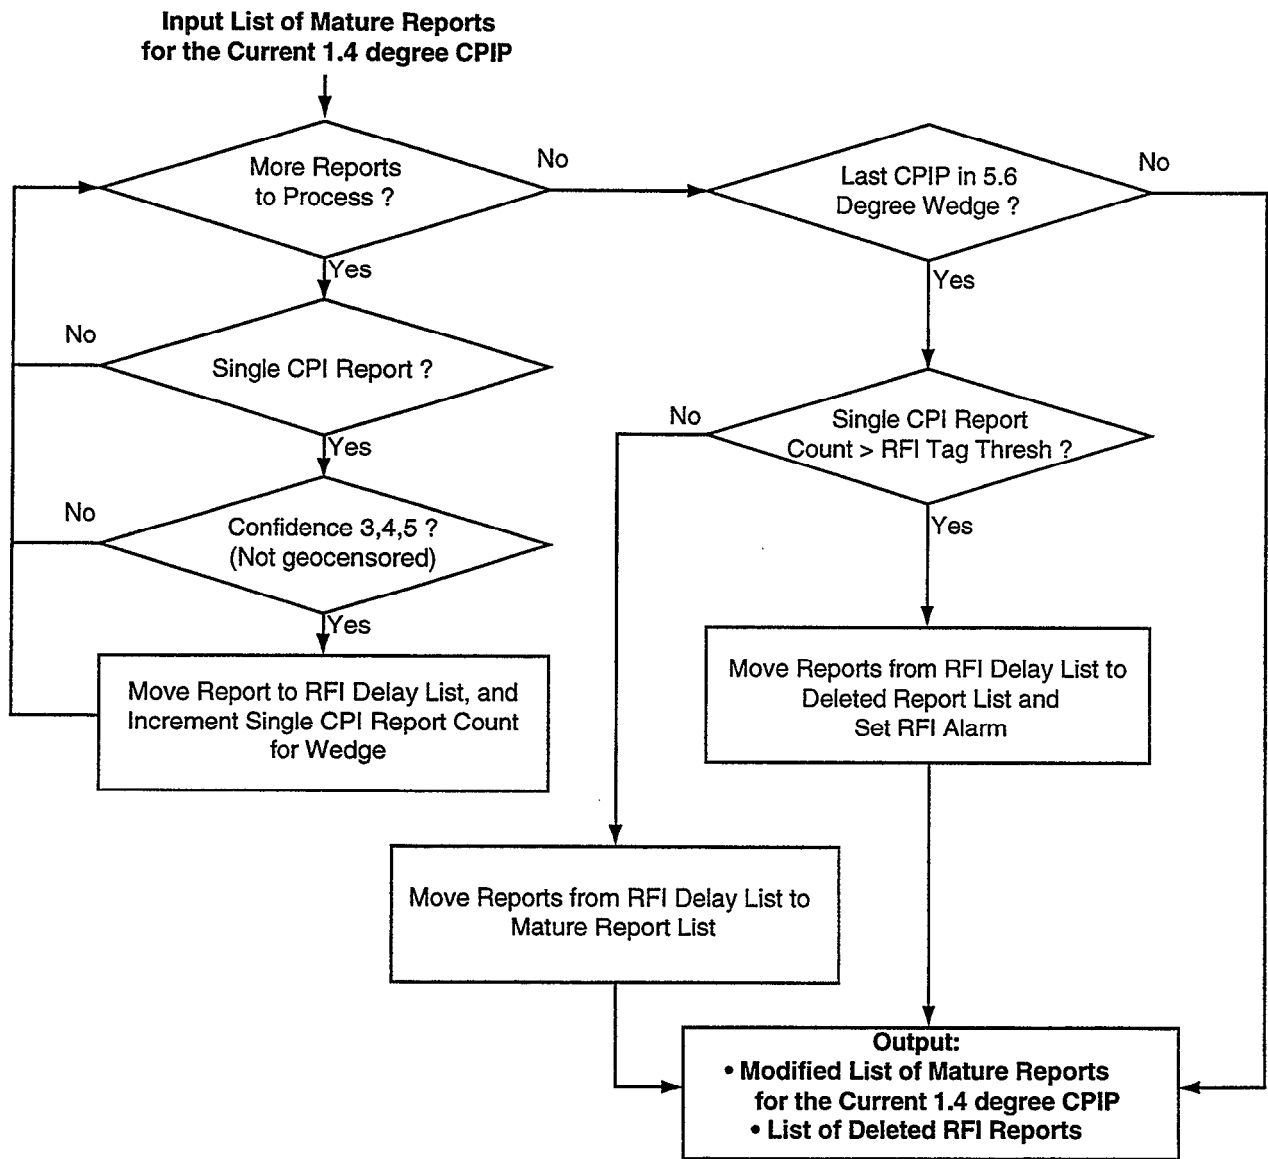 Input List of Mature Reports
for the Current 1.4 degree CPIP
More Reports
to Process ?
No
Yes
Single CPI Report ?
No
Yes
Confidence 3,4,5 ?
(Not geocensored)
No
Yes
Move Report to RFI Delay List, and
Increment Single CPI Report Count
for Wedge
Last CPIP in 5.6
Degree Wedge ?
No
Yes
Single CPI Report
Count > RFI Tag Thresh ?
No
Yes
Move Reports from RFI Delay List to
Deleted Report List and
Set RFI Alarm
Move Reports from RFI Delay List to
Mature Report List
Output:
• Modified List of Mature Reports
for the Current 1.4 degree CPIP
• List of Deleted RFI Reports